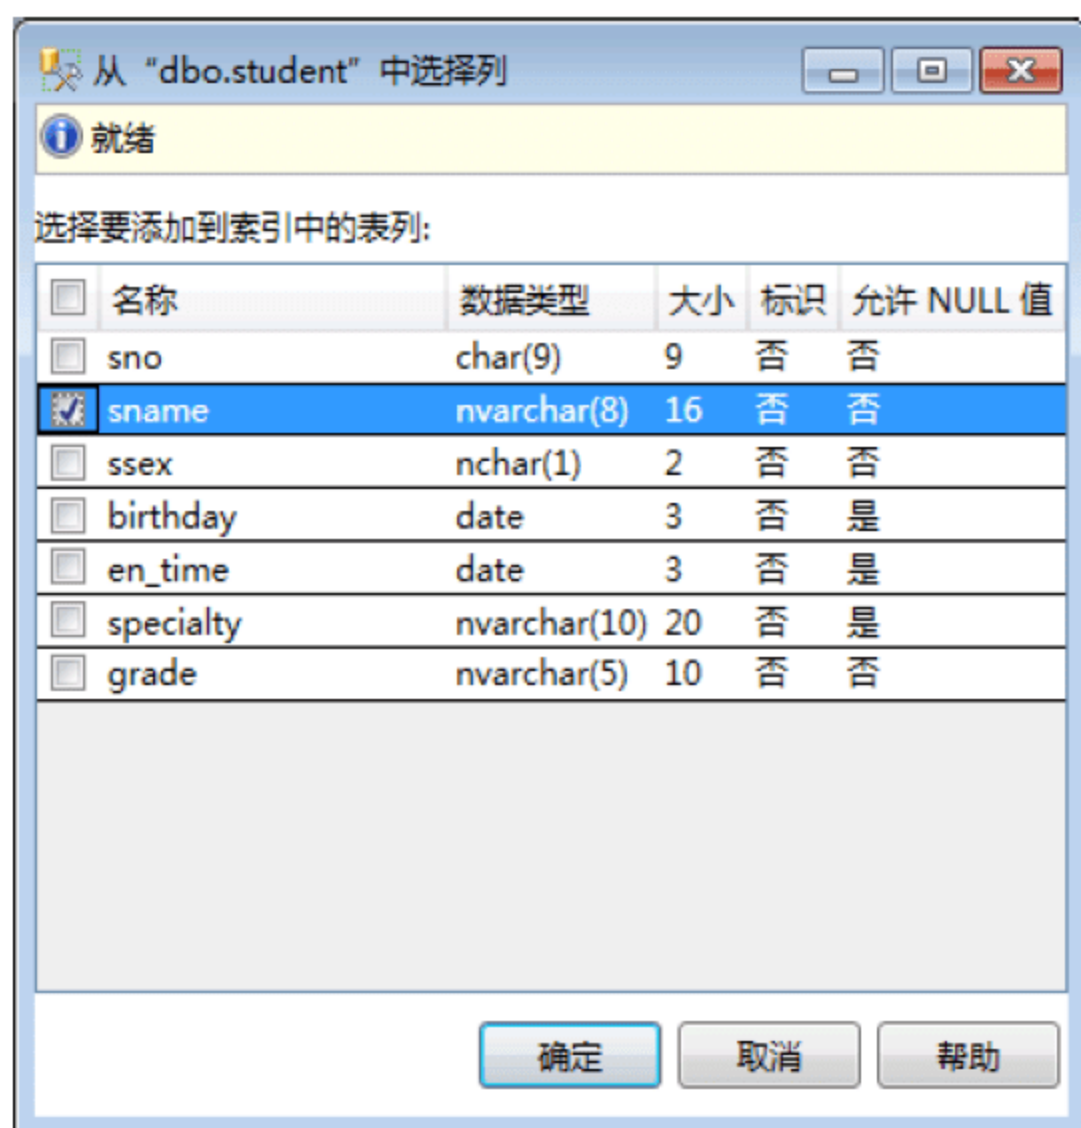 从“dbo.student”中选择列
就绪
选择要添加到索引中的表列:
名称 数据类型 大小 标识 允许 NULL 值
sno char(9) 9 否 否
sname nvarchar(8) 16 否 否
ssex nchar(1) 2 否 否
birthday date 3 否 是
en_time date 3 否 是
specialty nvarchar(10) 20 否 是
grade nvarchar(5) 10 否 否
确定 取消 帮助